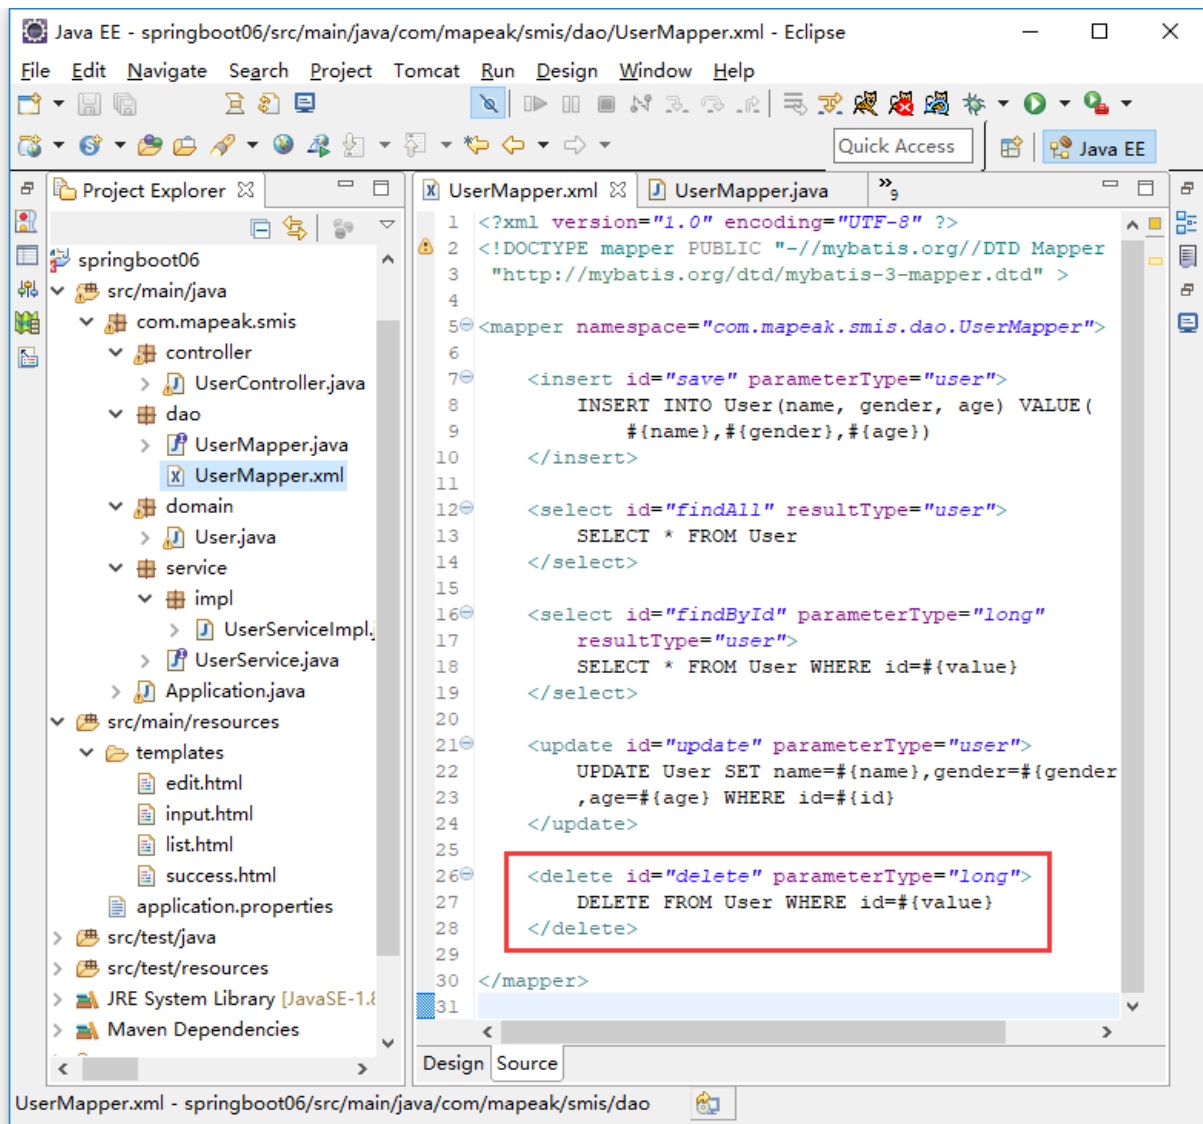 Java EE - springboot06/src/main/java/com/mapeak/smis/dao/UserMapper.xml - Eclipse
File Edit Navigate Search Project Tomcat Run Design Window Help
Quick Access
Java EE
Project Explorer
springboot06
src/main/java
com.mapeak.smis
controller
UserController.java
dao
UserMapper.java
UserMapper.xml
domain
User.java
service
impl
UserServiceImpl.
UserService.java
Application.java
src/main/resources
templates
edit.html
input.html
list.html
success.html
application.properties
src/test/java
src/test/resources
JRE System Library [JavaSE-1.8
Maven Dependencies
UserMapper.xml UserMapper.java »9
1 <?xml version="1.0" encoding="UTF-8" ?>
2 <!DOCTYPE mapper PUBLIC "-//mybatis.org//DTD Mapper
3 "http://mybatis.org/dtd/mybatis-3-mapper.dtd" >
4
5 <mapper namespace="com.mapeak.smis.dao.UserMapper">
6
7 <insert id="save" parameterType="user">
8 INSERT INTO User(name, gender, age) VALUE(
9 #{name},#{gender},#{age})
10 </insert>
11
12 <select id="findAll" resultType="user">
13 SELECT * FROM User
14 </select>
15
16 <select id="findById" parameterType="long"
17 resultType="user">
18 SELECT * FROM User WHERE id=#{value}
19 </select>
20
21 <update id="update" parameterType="user">
22 UPDATE User SET name=#{name},gender=#{gender
23 ,age=#{age} WHERE id=#{id}
24 </update>
25
26 <delete id="delete" parameterType="long">
27 DELETE FROM User WHERE id=#{value}
28 </delete>
29
30 </mapper>
31
Design Source
UserMapper.xml - springboot06/src/main/java/com/mapeak/smis/dao